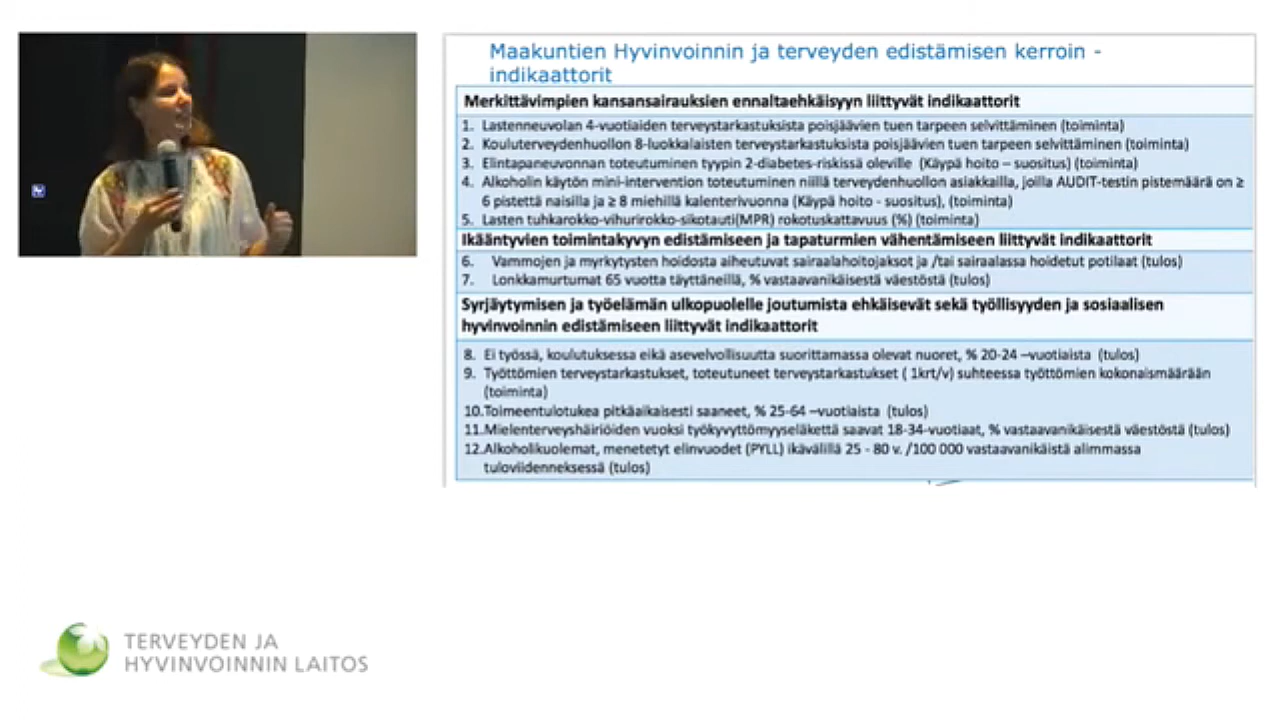 Maakuntien Hyvinvoinnin ja terveyden edistämisen kerroin -
indikaattorit
Merkittävimpien kansansairauksien ennaltaehkäisyyn liittyvät indikaattorit
1. Lastenneuvolan 4-vuotiaiden terveystarkastuksista poisjäävien tuen tarpeen selvittäminen (toiminta)
2. Kouluterveydenhuollon 8-luokkalaisten terveystarkastuksista poisjäävien tuen tarpeen selvittäminen (toiminta)
3. Elintapaneuvonnan toteutuminen tyypin 2-diabetes-riskissä oleville (Käypä hoito – suositus) (toiminta)
4. Alkoholin käytön mini-intervention toteutuminen niillä terveydenhuollon asiakkailla, joilla AUDIT-testin pistemäärä on ≥
6 pistettä naisilla ja ≥ 8 miehillä kalenterivuonna (Käypä hoito - suositus), (toiminta)
5. Lasten tuhkarokko-vihurirokko-sikotauti(MPR) rokotuskattavuus (%) (toiminta)
Ikääntyvien toimintakyvyn edistämiseen ja tapaturmien vähentämiseen liittyvät indikaattorit
6. Vammojen ja myrkytysten hoidosta aiheutuvat sairaalahoitojaksot ja /tai sairaalassa hoidetut potilaat (tulos)
7. Lonkkamurtumat 65 vuotta täyttäneillä, % vastaavanikäisestä väestöstä (tulos)
Syrjäytymisen ja työelämän ulkopuolelle joutumista ehkäisevät sekä työllisyyden ja sosiaalisen
hyvinvoinnin edistämiseen liittyvät indikaattorit
8. Ei työssä, koulutuksessa eikä asevelvollisuutta suorittamassa olevat nuoret, % 20-24 –vuotiaista (tulos)
9. Työttömien terveystarkastukset, toteutuneet terveystarkastukset ( 1krt/v) suhteessa työttömien kokonaismäärään
(toiminta)
10.Toimeentulotukea pitkäaikaisesti saaneet, % 25-64 –vuotiaista (tulos)
11.Mielenterveyshäiriöiden vuoksi työkyvyttömyyseläkettä saavat 18-34-vuotiaat, % vastaavanikäisestä väestöstä (tulos)
12.Alkoholikuolemat, menetetyt elinvuodet (PYLL) ikävälillä 25 - 80 v. /100 000 vastaavanikäistä alimmassa
tuloviidenneksessä (tulos)
TERVEYDEN JA
HYVINVOINNIN LAITOS